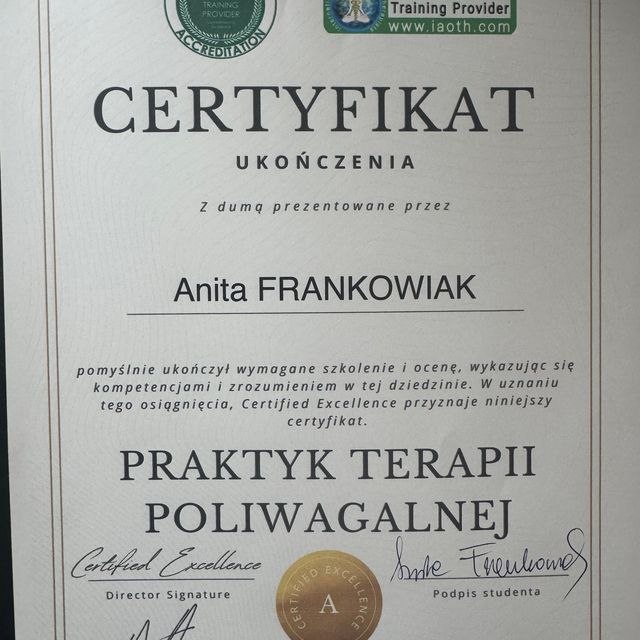 TRAINING
PROVIDER
ACCREDITATION
Training Provider
www.iaoth.com
CERTYFIKAT
UKOŃCZENIA
Z dumą prezentowane przez
Anita FRANKOWIAK
pomyślnie ukończył wymagane szkolenie i ocenę, wykazując się
kompetencjami i zrozumieniem w tej dziedzinie. W uznaniu
tego osiągnięcia, Certified Excellence przyznaje niniejszy
certyfikat.
PRAKTYK TERAPII
POLIWAGALNEJ
Certified Excellence
Director Signature
CERTIFIED EXCELLENCE
A
Podpis studenta